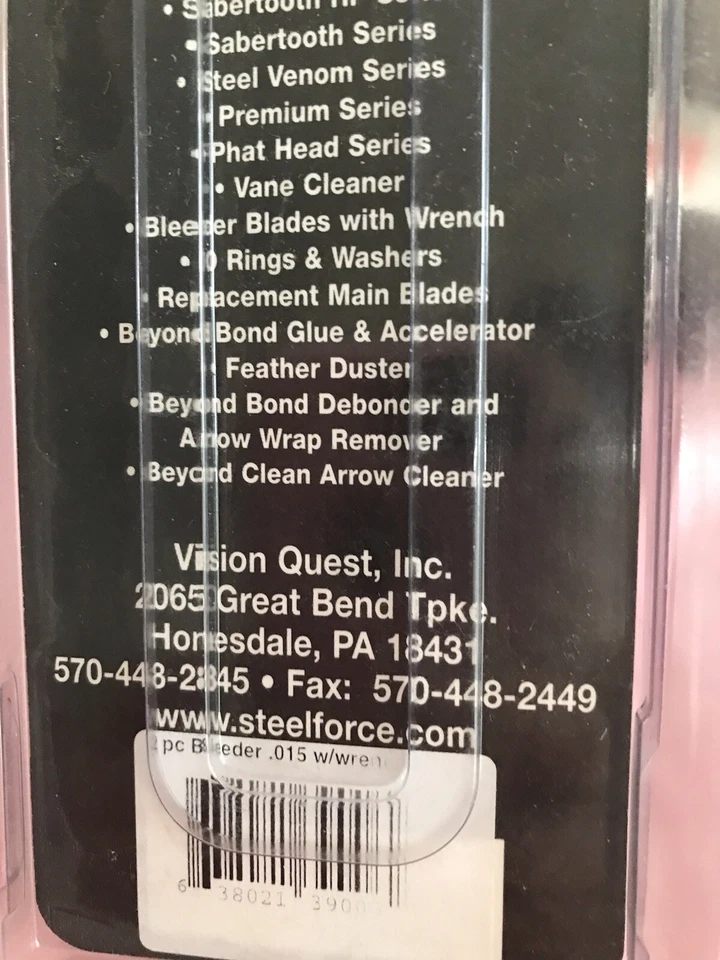 • Sabertooth HP Series
• Sabertooth Series
• Steel Venom Series
• Premium Series
• Phat Head Series
• Vane Cleaner
• Bleeder Blades with Wrench
• O Rings & Washers
• Replacement Main Blades
• Beyond Bond Glue & Accelerator
• Feather Duster
• Beyond Bond Debonder and
Arrow Wrap Remover
• Beyond Clean Arrow Cleaner
Vision Quest, Inc.
2065 Great Bend Tpke.
Honesdale, PA 18431
570-448-2845 • Fax: 570-448-2449
www.steelforce.com
pc Bleeder .015
6 38021